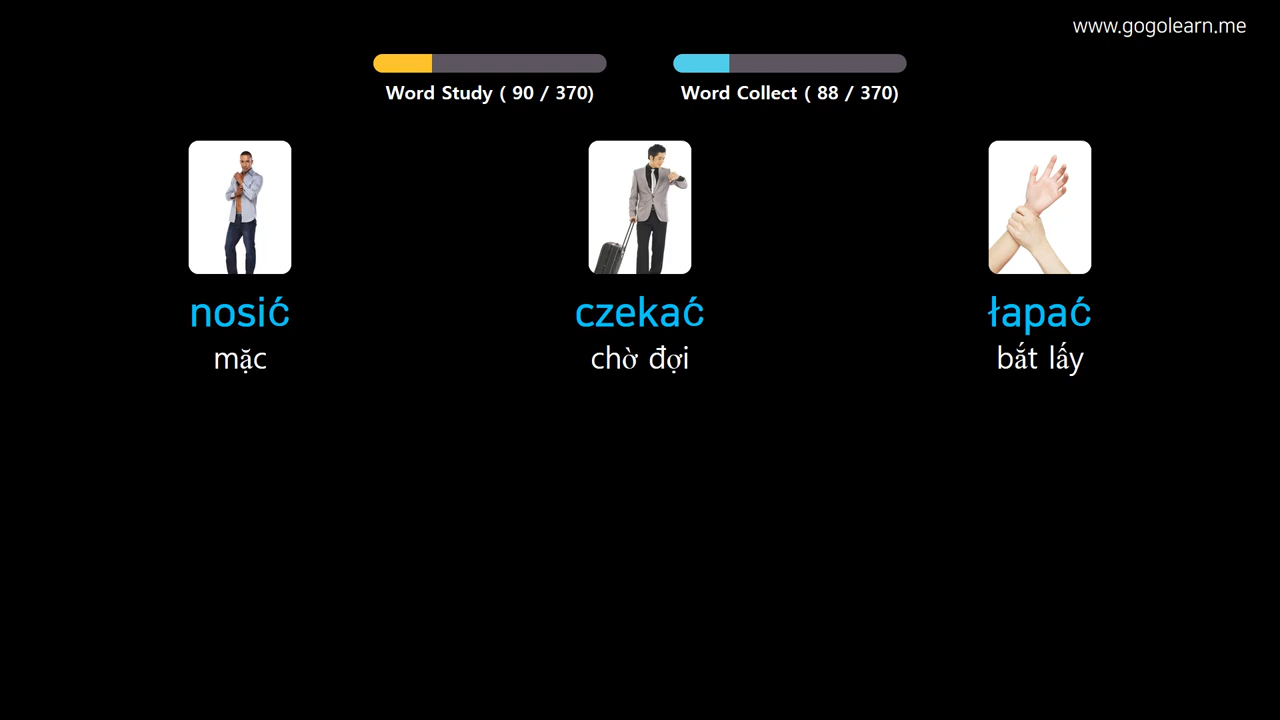 www.gogolearn.me
Word Study ( 90 / 370)
Word Collect ( 88 / 370)
nosić
czekać
łapać
mặc
chờ đợi
bắt lấy